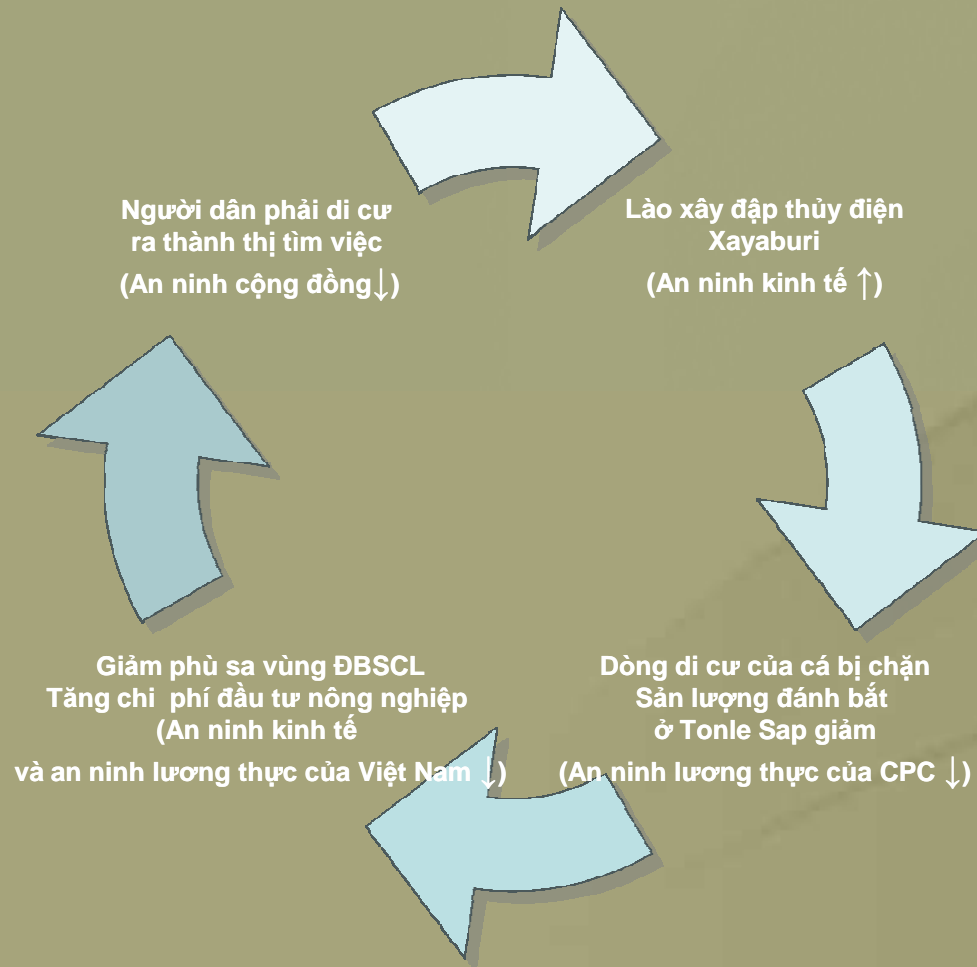 Người dân phải di cư
ra thành thị tìm việc
(An ninh cộng đồng↓)
Lào xây đập thủy điện
Xayaburi
(An ninh kinh tế ↑)
Giảm phù sa vùng ĐBSCL
Tăng chi phí đầu tư nông nghiệp
(An ninh kinh tế
và an ninh lương thực của Việt Nam ↓)
Dòng di cư của cá bị chặn
Sản lượng đánh bắt
ở Tonle Sap giảm
(An ninh lương thực của CPC ↓)